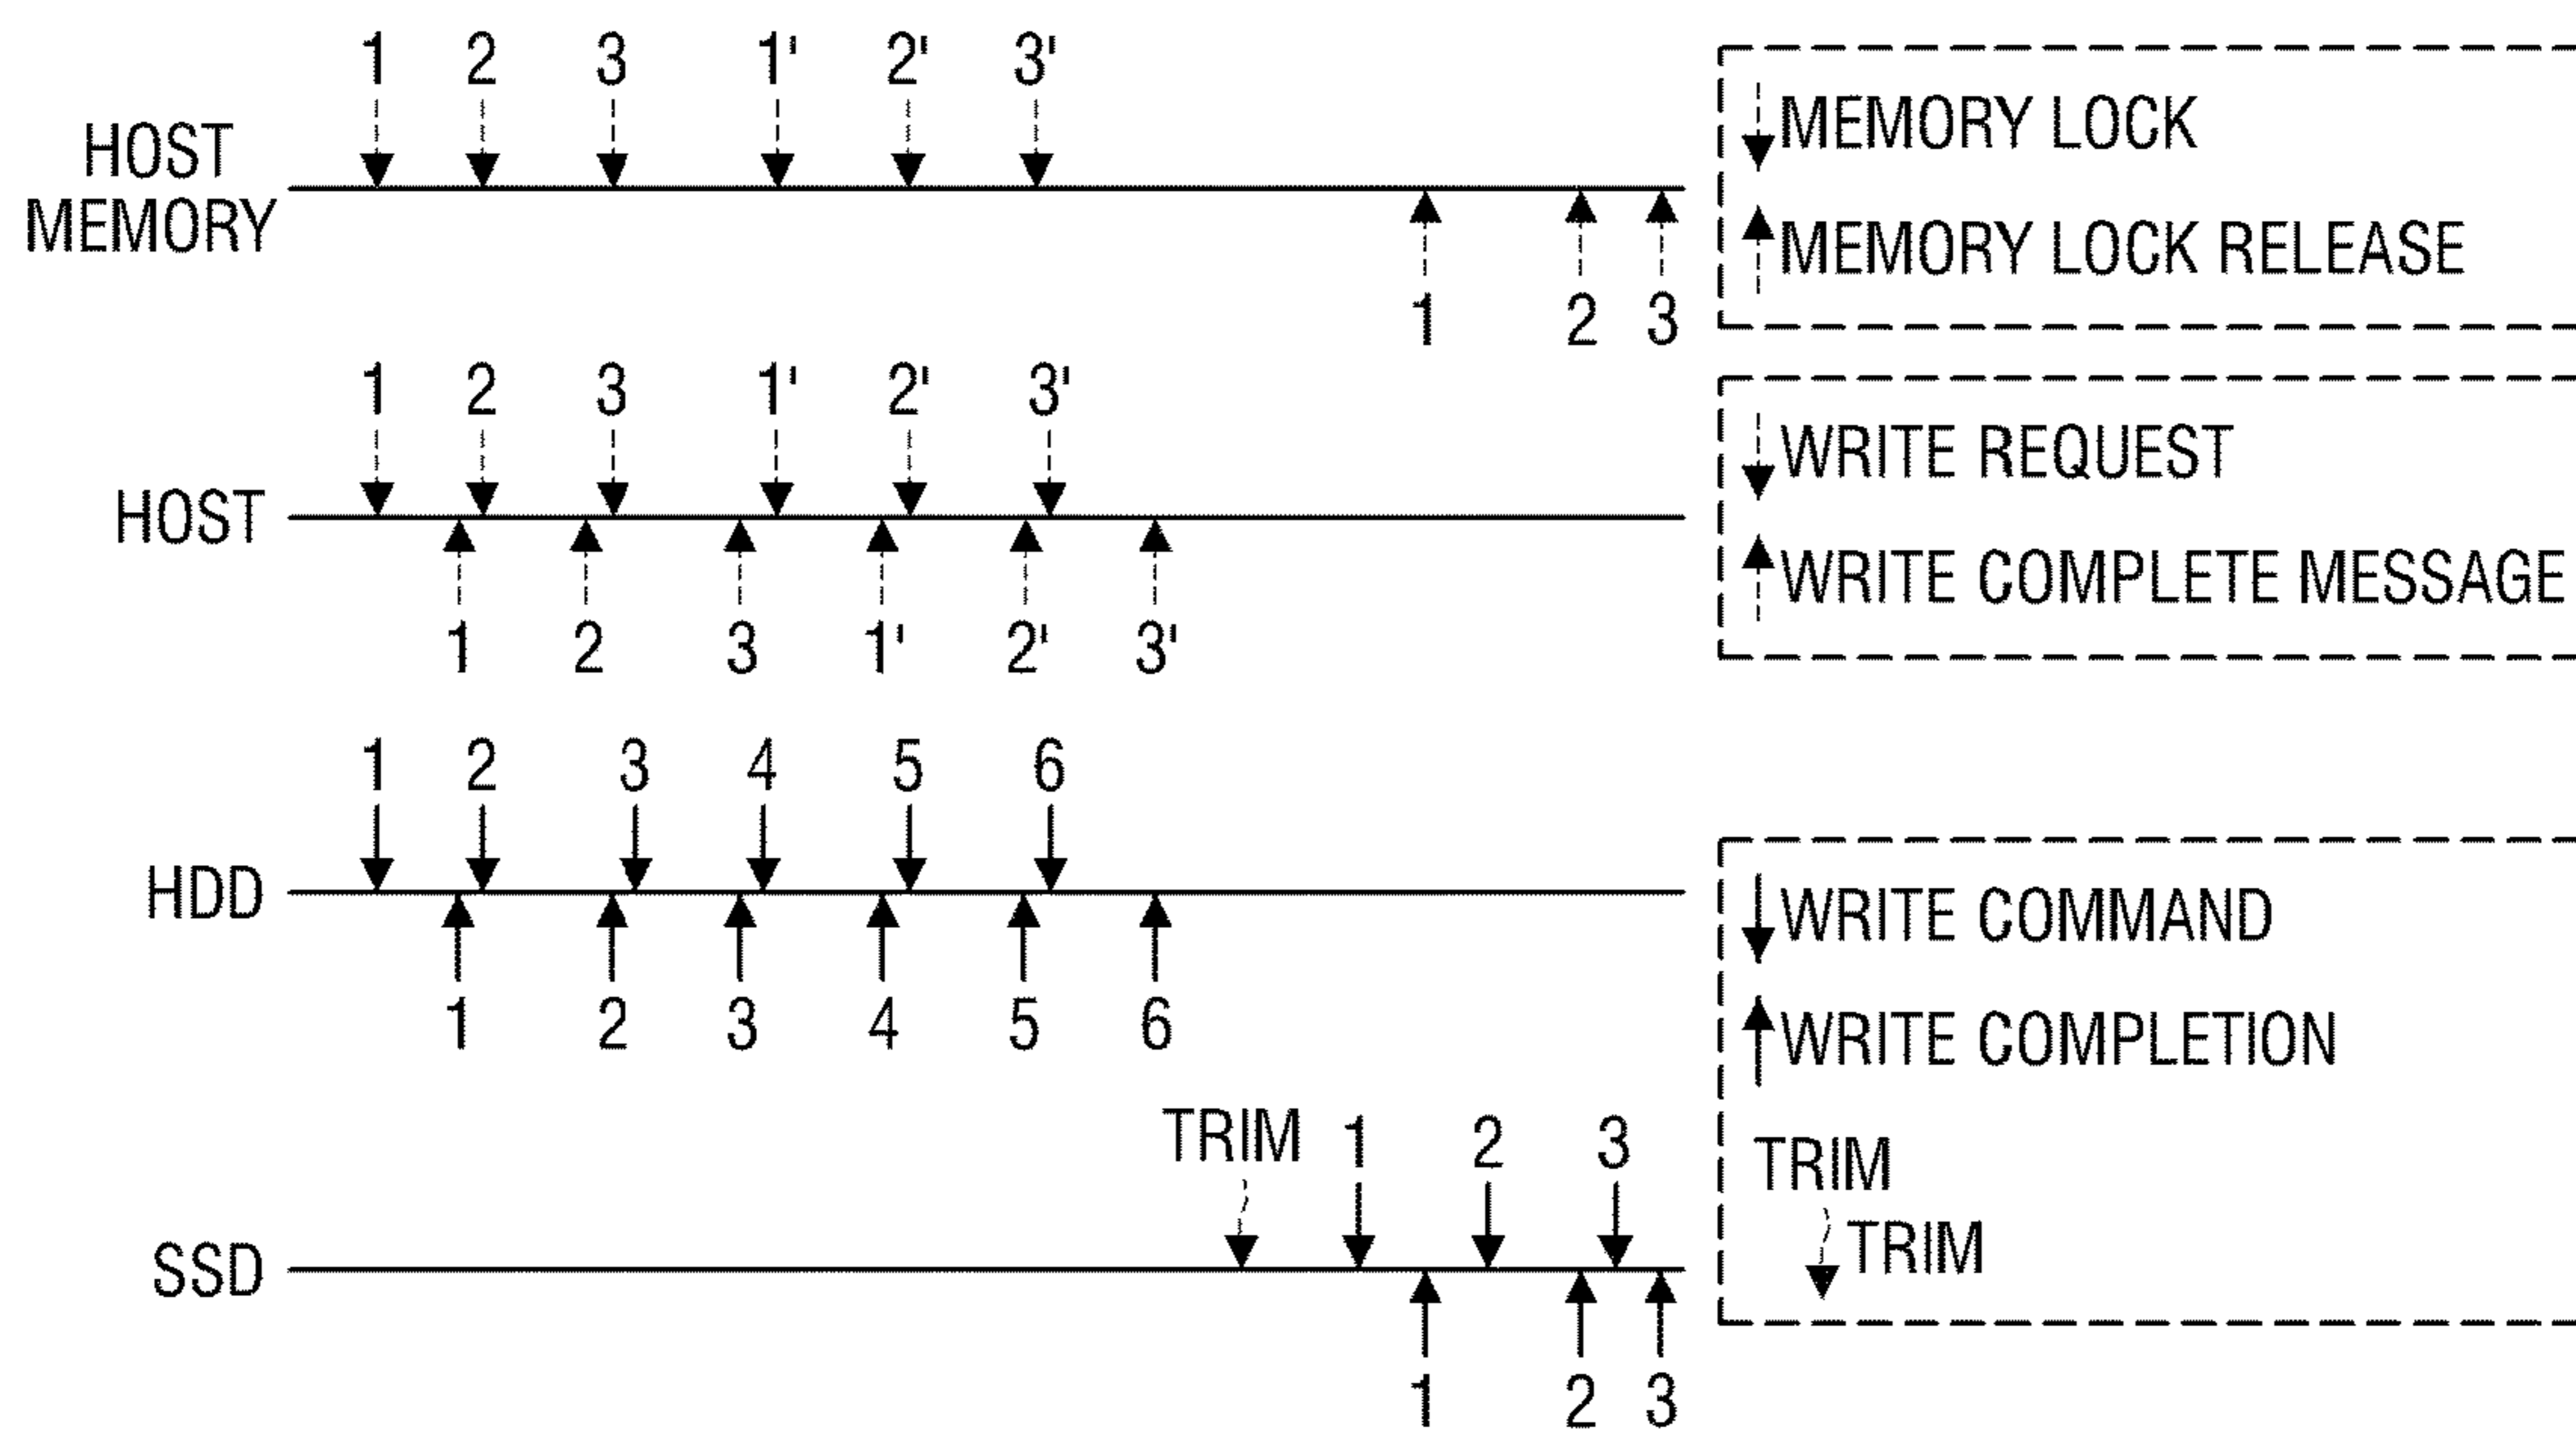 1 2 3 1' 2' 3'
HOST
MEMORY
1 2 3
MEMORY LOCK
MEMORY LOCK RELEASE
1 2 3 1' 2' 3'
HOST
1 2 3 1' 2' 3'
WRITE REQUEST
WRITE COMPLETE MESSAGE
1 2 3 4 5 6
HDD
1 2 3 4 5 6
WRITE COMMAND
WRITE COMPLETION
TRIM
TRIM
TRIM 1 2 3
SSD
1 2 3